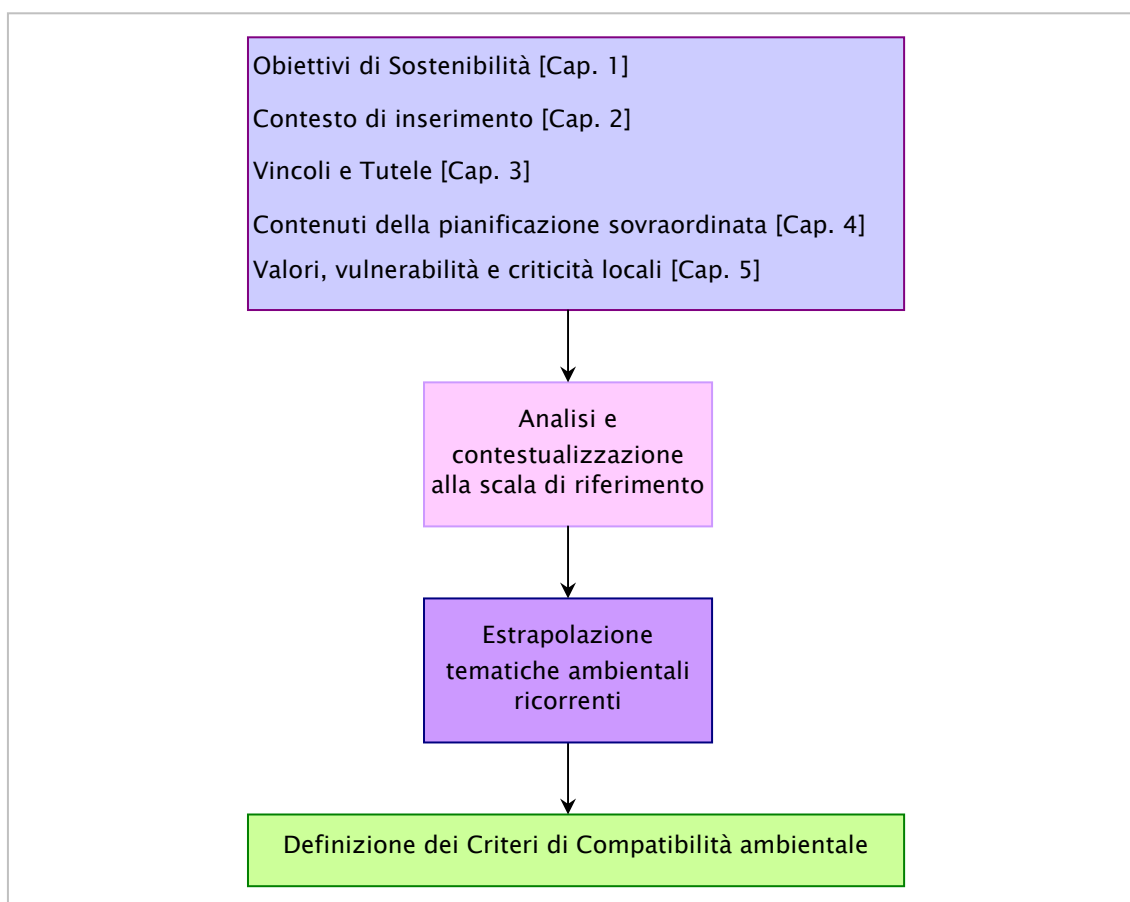 Obiettivi di Sostenibilità [Cap. 1]
Contesto di inserimento [Cap. 2]
Vincoli e Tutele [Cap. 3]
Contenuti della pianificazione sovraordinata [Cap. 4]
Valori, vulnerabilità e criticità locali [Cap. 5]
Analisi e
contestualizzazione
alla scala di riferimento
Estrapolazione
tematiche ambientali
ricorrenti
Definizione dei Criteri di Compatibilità ambientale